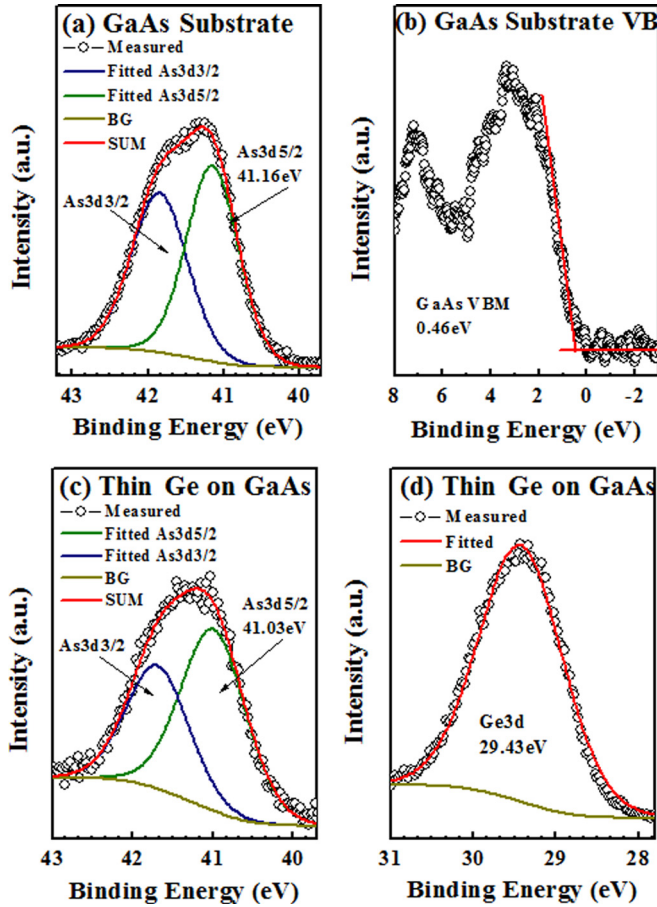 (a) GaAs Substrate
Measured
Fitted As3d3/2
Fitted As3d5/2
BG
SUM
As3d5/2
41.16eV
As3d3/2
Intensity (a.u.)
43 42 41 40
Binding Energy (eV)
(b) GaAs Substrate VB
GaAs VBM
0.46eV
Intensity (a.u.)
8 6 4 2 0 -2
Binding Energy (eV)
(c) Thin Ge on GaAs
Measured
Fitted As3d5/2
Fitted As3d3/2
BG
SUM
As3d5/2
41.03eV
As3d3/2
Intensity (a.u.)
43 42 41 40
Binding Energy (eV)
(d) Thin Ge on GaAs
Measured
Fitted
BG
Ge3d
29.43eV
Intensity (a.u.)
31 30 29 28
Binding Energy (eV)